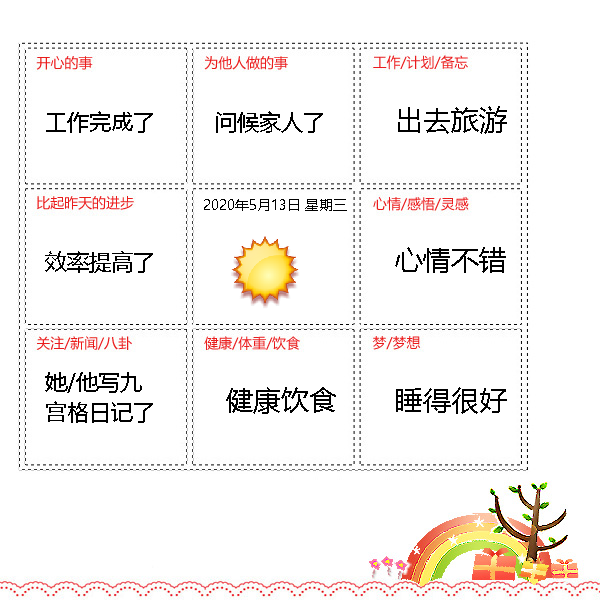 开心的事
为他人做的事
工作/计划/备忘
工作完成了
问候家人了
出去旅游
比起昨天的进步
2020年5月13日 星期三
心情/感悟/灵感
效率提高了
心情不错
关注/新闻/八卦
健康/体重/饮食
梦/梦想
她/他写九
宫格日记了
健康饮食
睡得很好